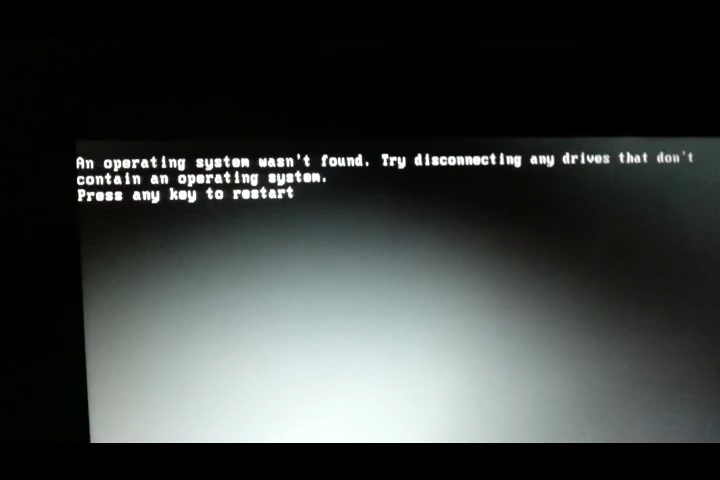 An operating system wasn't found. Try disconnecting any drives that don't
contain an operating system.
Press any key to restart